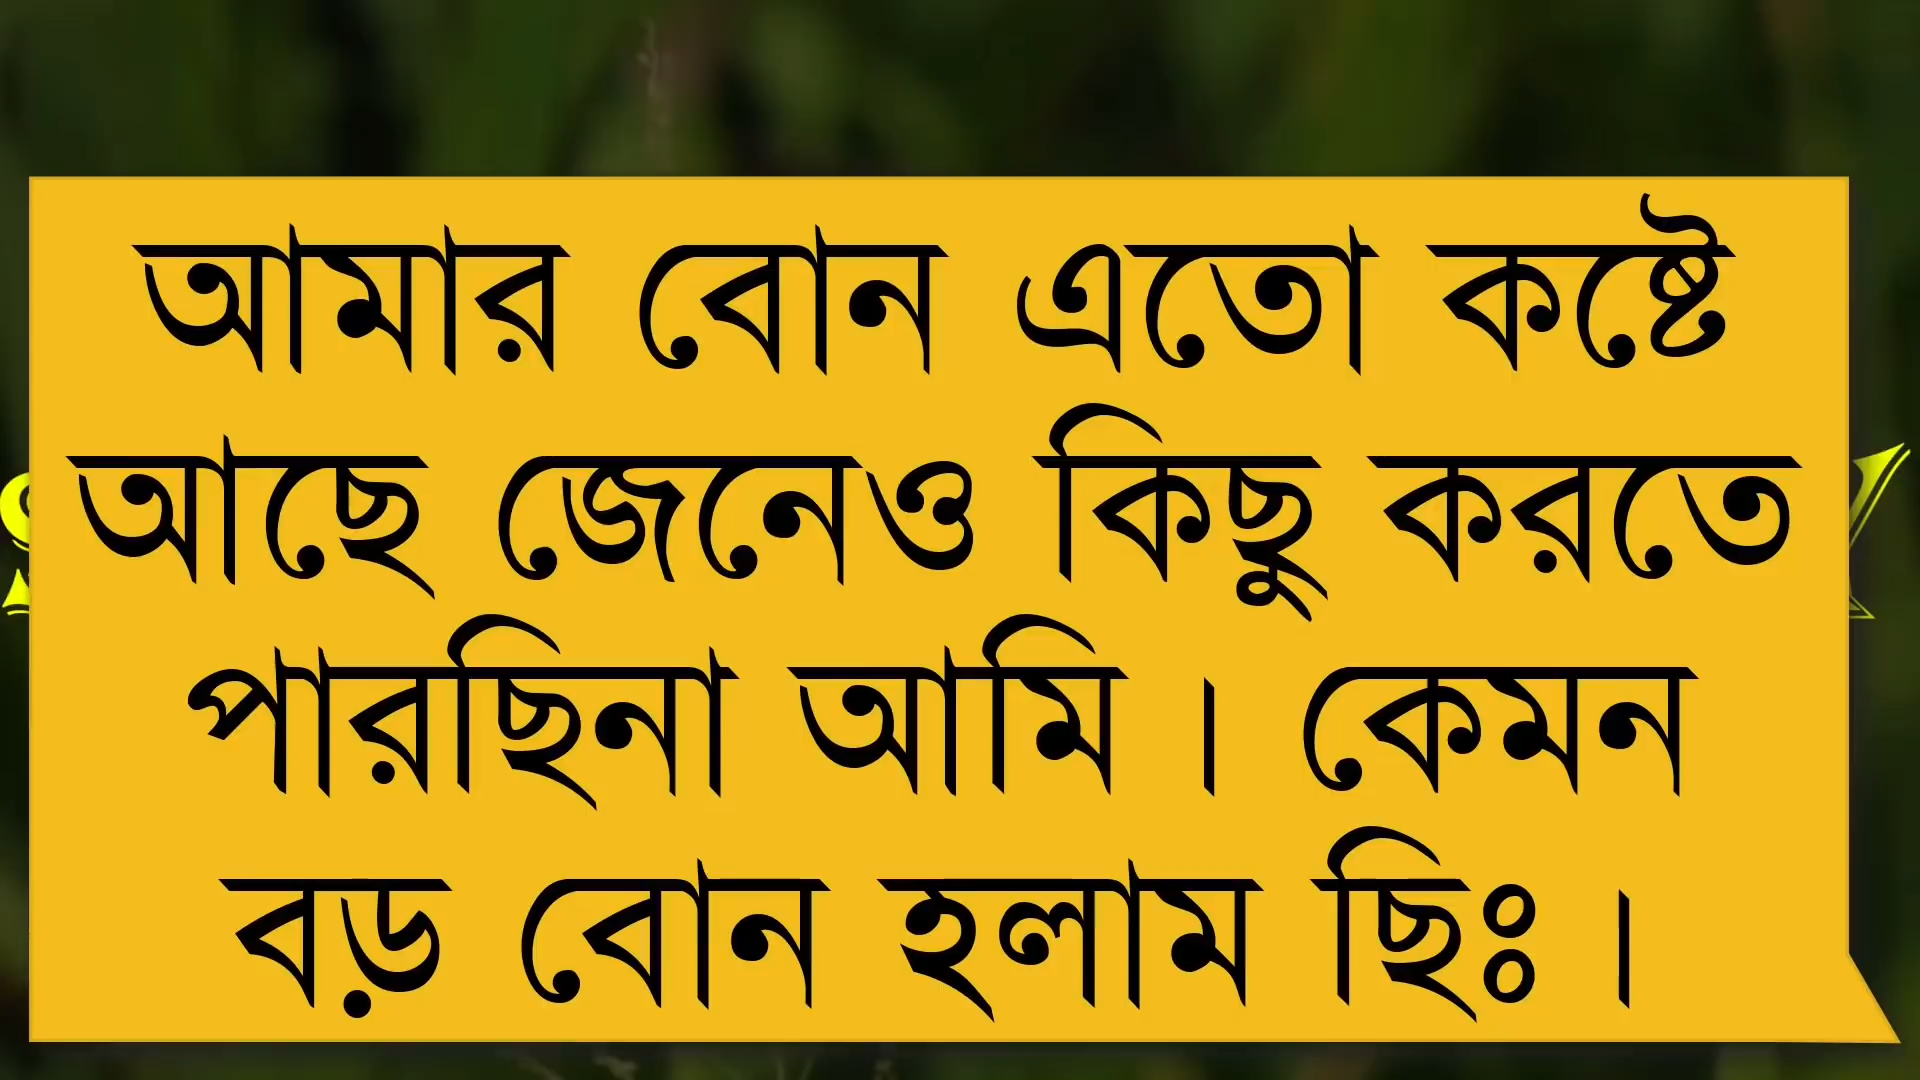 আমার বোন এতো কষ্টে
আছে জেনেও কিছু করতে
পারছিনা আমি । কেমন
বড় বোন হলাম ছিঃ ।